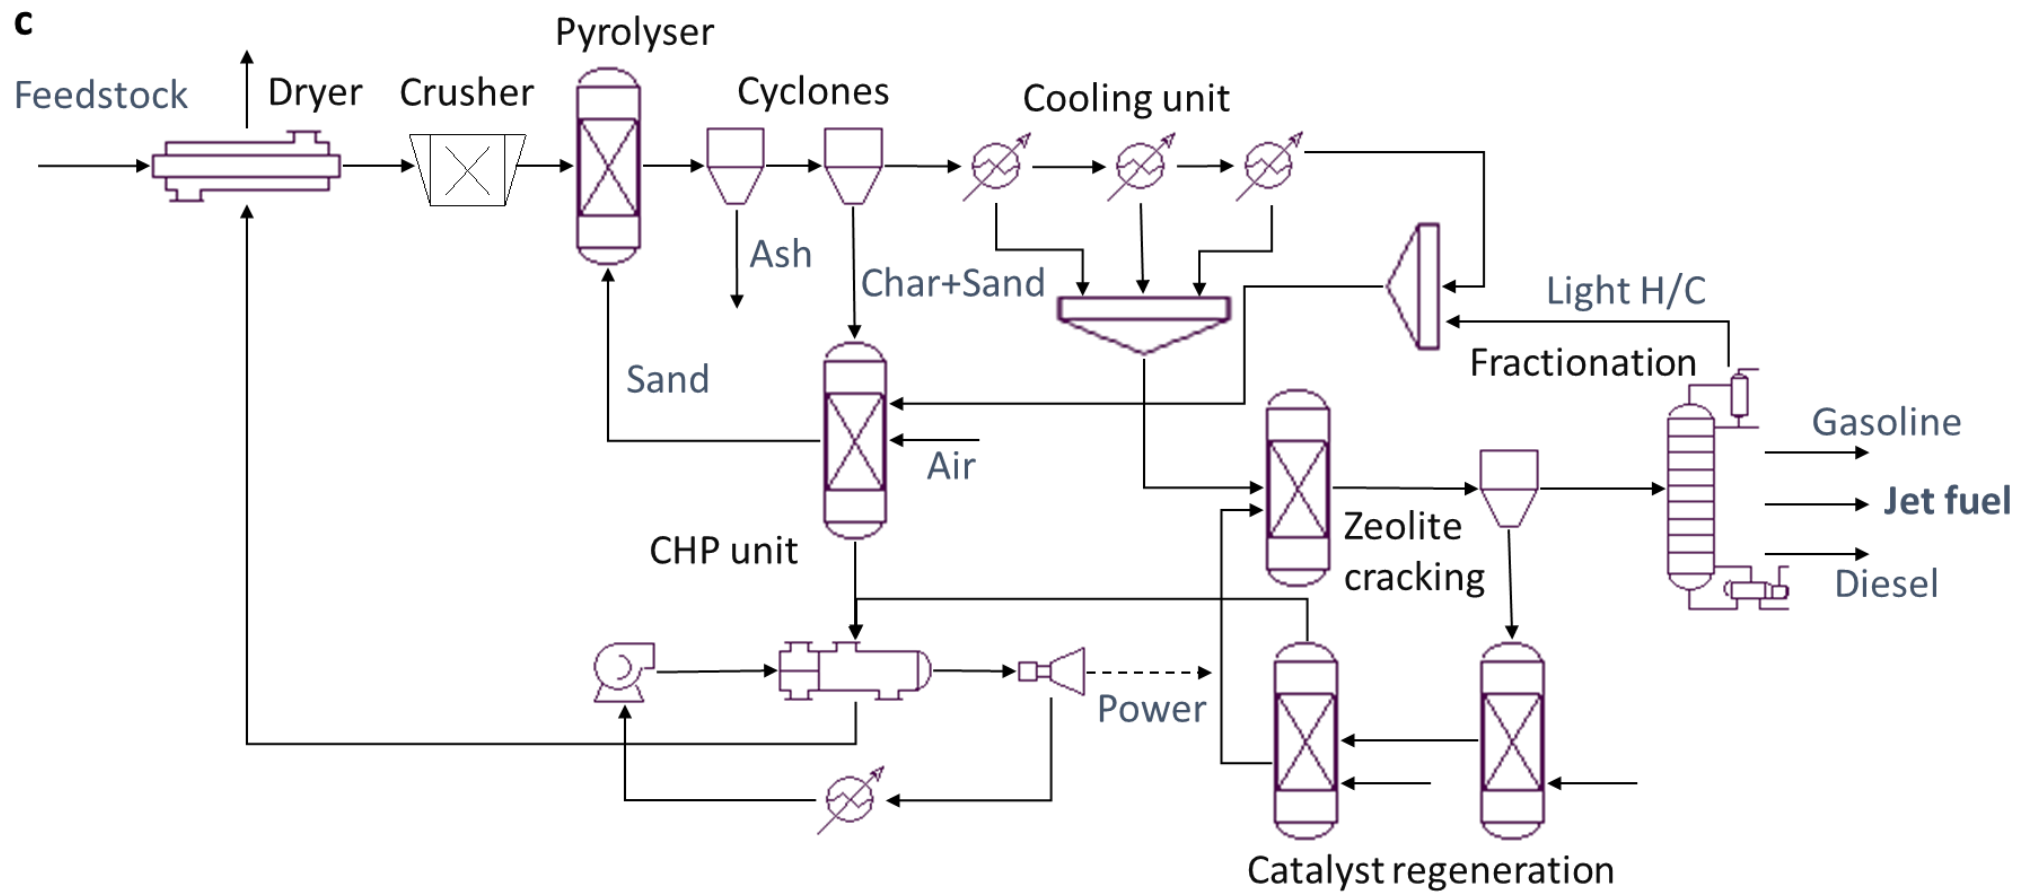 c
Pyrolyser
Feedstock
Dryer
Crusher
Cyclones
Cooling unit
Ash
Char+Sand
Light H/C
Fractionation
Sand
Gasoline
Air
Jet fuel
Zeolite
cracking
CHP unit
Diesel
Power
Catalyst regeneration